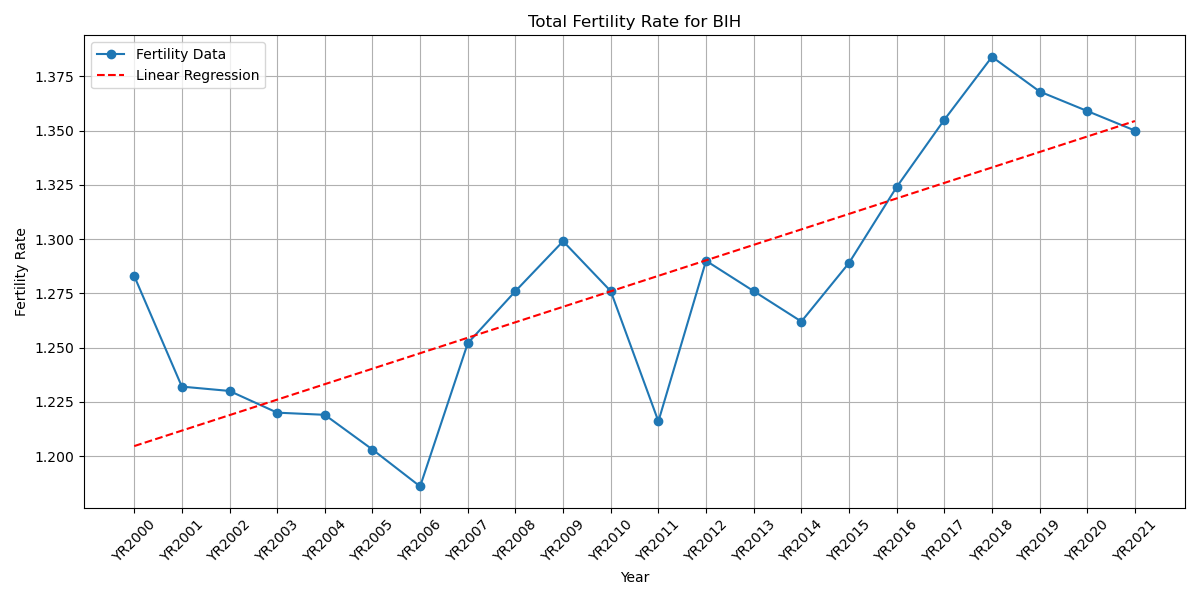 Total Fertility Rate for BIH
Fertility Data
Linear Regression
1.375
1.350
1.325
1.300
1.275
1.250
1.225
1.200
Fertility Rate
YR2000
YR2001
YR2002
YR2003
YR2004
YR2005
YR2006
YR2007
YR2008
YR2009
YR2010
YR2011
YR2012
YR2013
YR2014
YR2015
YR2016
YR2017
YR2018
YR2019
YR2020
YR2021
Year